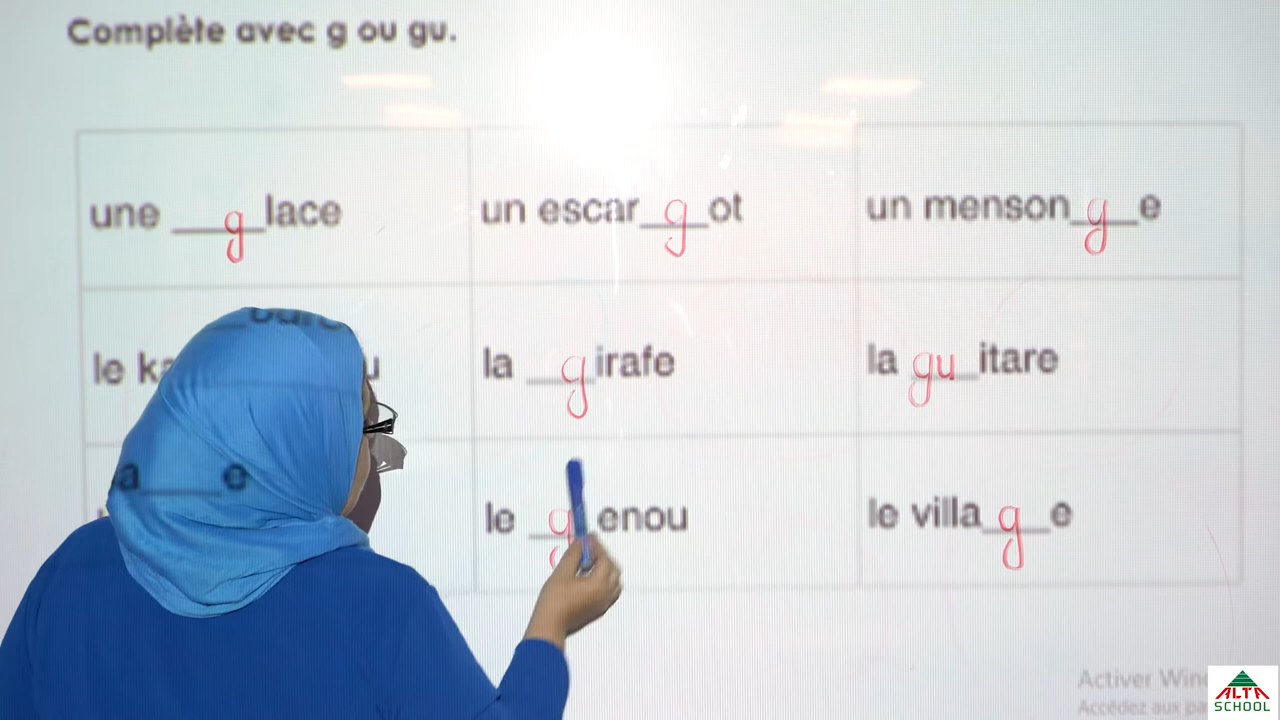 Complète avec g ou gu.
une g lace
un escar g ot
un menson g e
le ka
la g irafe
la gu itare
a e
le g enou
le villa g e
Activer Win
Accédez aux pa
ALTA
SCHOOL